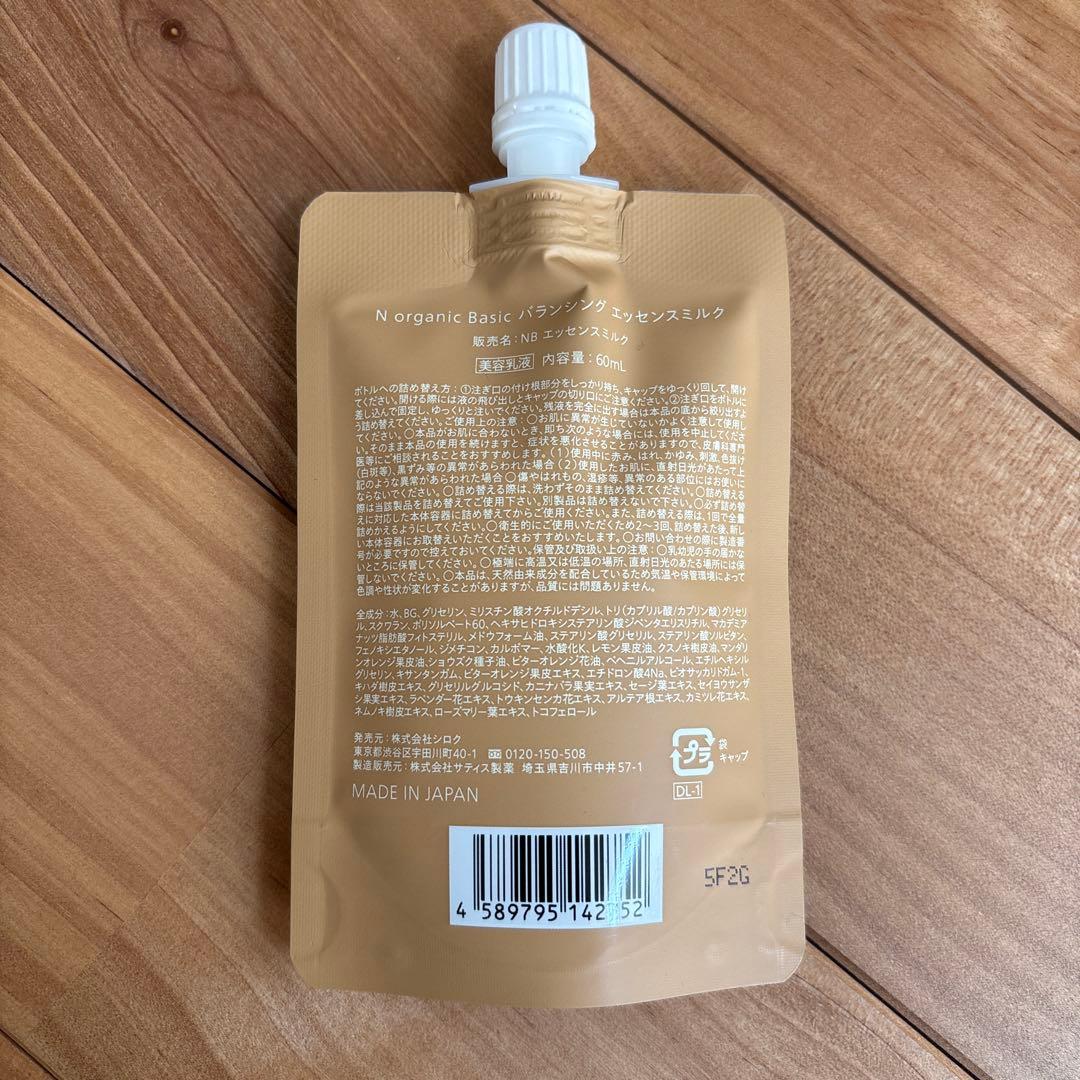 N organic Basic バランシング エッセンスミルク
販売名：NB エッセンスミルク
美容乳液 内容量：60mL
ボトルへの詰め替え方：①注ぎ口の付け根部分をしっかり持ち、キャップをゆっくり回して、開け
てください。開ける際には液の飛び出しとキャップの切り口にご注意ください。②注ぎ口をボトルに
差し込んで固定し、ゆっくりと注いでください。残液を完全に出す場合は本品の底から絞り出すよ
う詰め替えてください。ご使用上の注意：○お肌に異常が生じていないかよく注意して使用し
てください。○本品がお肌に合わないとき、即ち次のような場合には、使用を中止してくださ
い。そのまま本品の使用を続けますと、症状を悪化させることがありますので、皮膚科専門
医等にご相談されることをおすすめします。（1）使用中に赤み、はれ、かゆみ、刺激、色抜け
（白斑等）、黒ずみ等の異常があらわれた場合（2）使用したお肌に、直射日光があたって上
記のような異常があらわれた場合 ○傷やはれもの、湿疹等、異常のある部位にはお使いに
ならないでください。○詰め替える際は、洗わずそのまま詰め替えてください。○詰め替える
際は当該製品を詰め替えてご使用下さい。別製品は詰め替えないで下さい。○必ず詰め替
えに対応した本体容器に詰め替えてからご使用ください。また、詰め替える際は、1回で全量
詰めかえるようにしてください。○衛生的にご使用いただくため2〜3回、詰め替えた後、新し
い本体容器にお取替えいただくことをおすすめいたします。○お問い合わせの際に製造番
号が必要ですので控えておいてください。保管及び取扱い上の注意：○乳幼児の手の届かな
いところに保管してください。○極端に高温又は低温の場所、直射日光のあたる場所には保
管しないでください。○本品は、天然由来成分を配合しているため気温や保管環境によって
色調や性状が変化することがありますが、品質には問題ありません。
全成分：水、BG、グリセリン、ミリスチン酸オクチルドデシル、トリ（カプリル酸/カプリン酸）グリセリ
ル、スクワラン、ポリソルベート60、ヘキサヒドロキシステアリン酸ジペンタエリスリチル、マカデミア
ナッツ脂肪酸フィトステリル、メドウフォーム油、ステアリン酸グリセリル、ステアリン酸ソルビタン、
フェノキシエタノール、ジメチコン、カルボマー、水酸化K、レモン果皮油、クスノキ樹皮油、マンダリ
ンオレンジ果皮油、ショウズク種子油、ビターオレンジ花油、ベヘニルアルコール、エチルヘキシル
グリセリン、キサンタンガム、ビターオレンジ果皮エキス、エチドロン酸4Na、ビオサッカリドガム-1、
キハダ樹皮エキス、グリセリルグルコシド、カニナバラ果実エキス、セージ葉エキス、セイヨウサンザ
シ果実エキス、ラベンダー花エキス、トウキンセンカ花エキス、アルテア根エキス、カミツレ花エキス、
ネムノキ樹皮エキス、ローズマリー葉エキス、トコフェロール
発売元：株式会社シロク
東京都渋谷区宇田川町40-1 0120-150-508
製造販売元：株式会社サティス製薬 埼玉県吉川市中井57-1
MADE IN JAPAN
プラ
袋
キャップ
DL-1
5F2G
4 589795